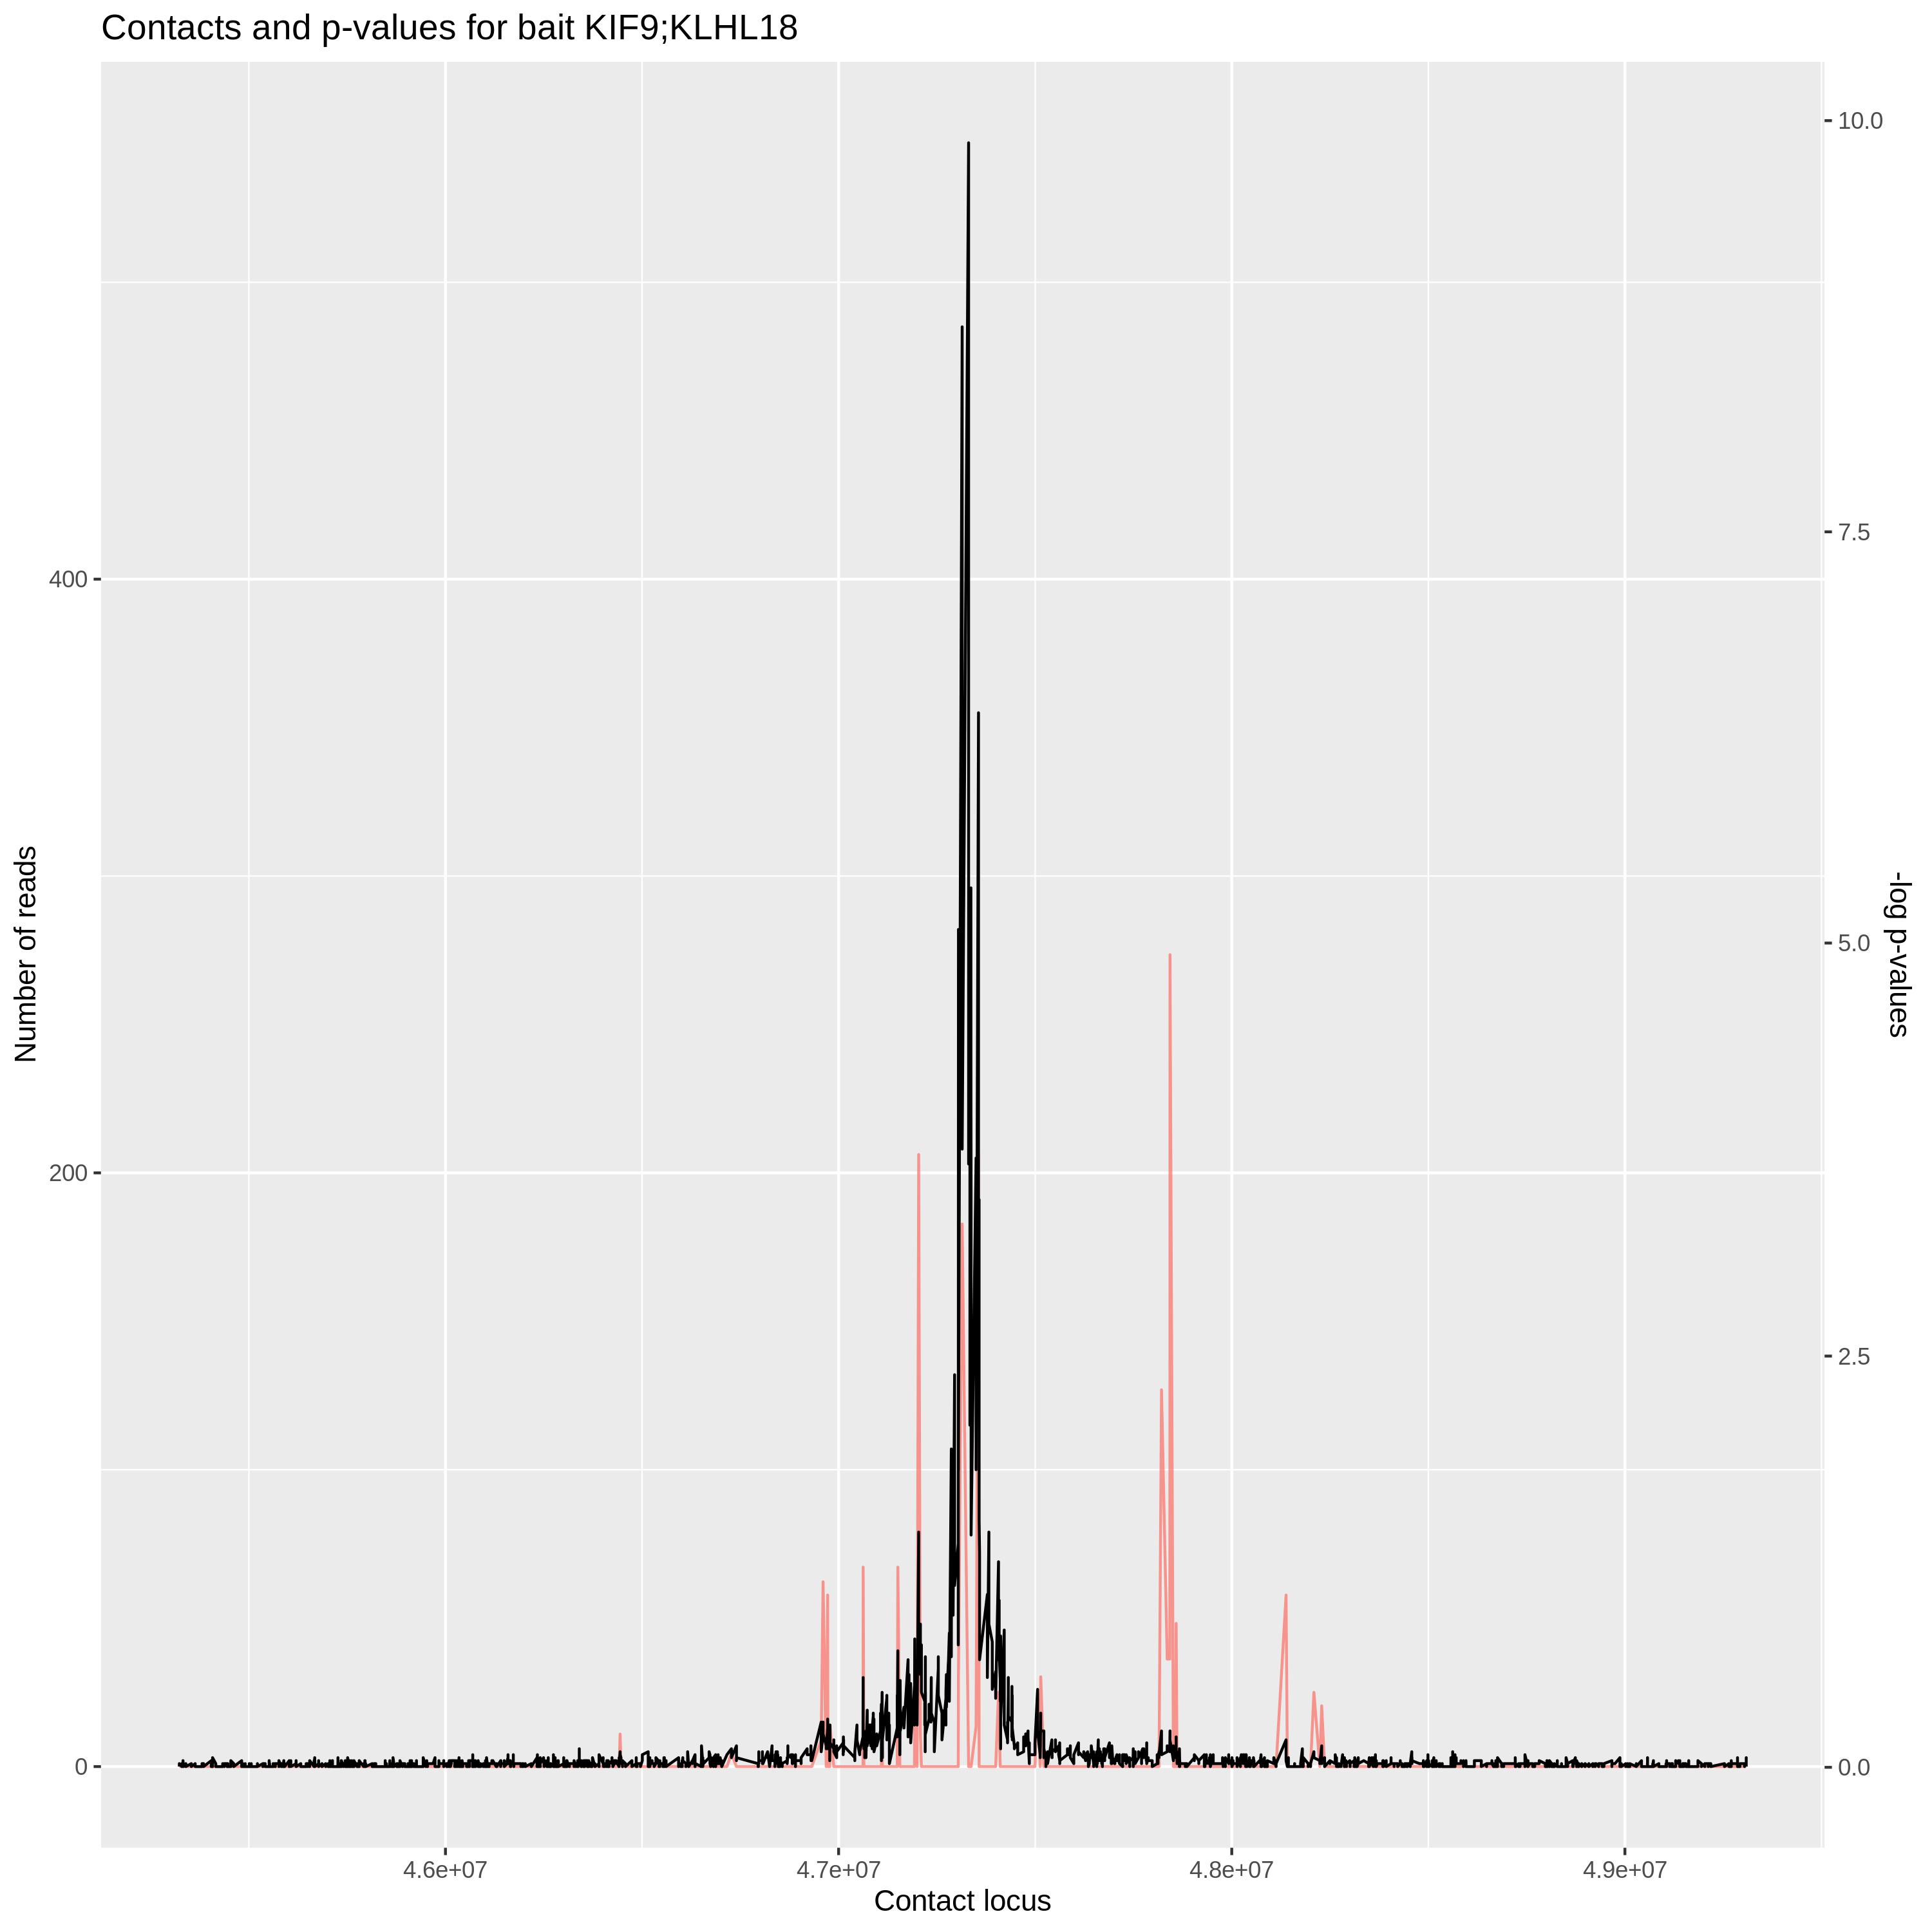 Contacts and p-values for bait KIF9;KLHL18
Number of reads
400
200
0
10.0
7.5
5.0
2.5
0.0
-log p-values
4.6e+07
4.7e+07
4.8e+07
4.9e+07
Contact locus